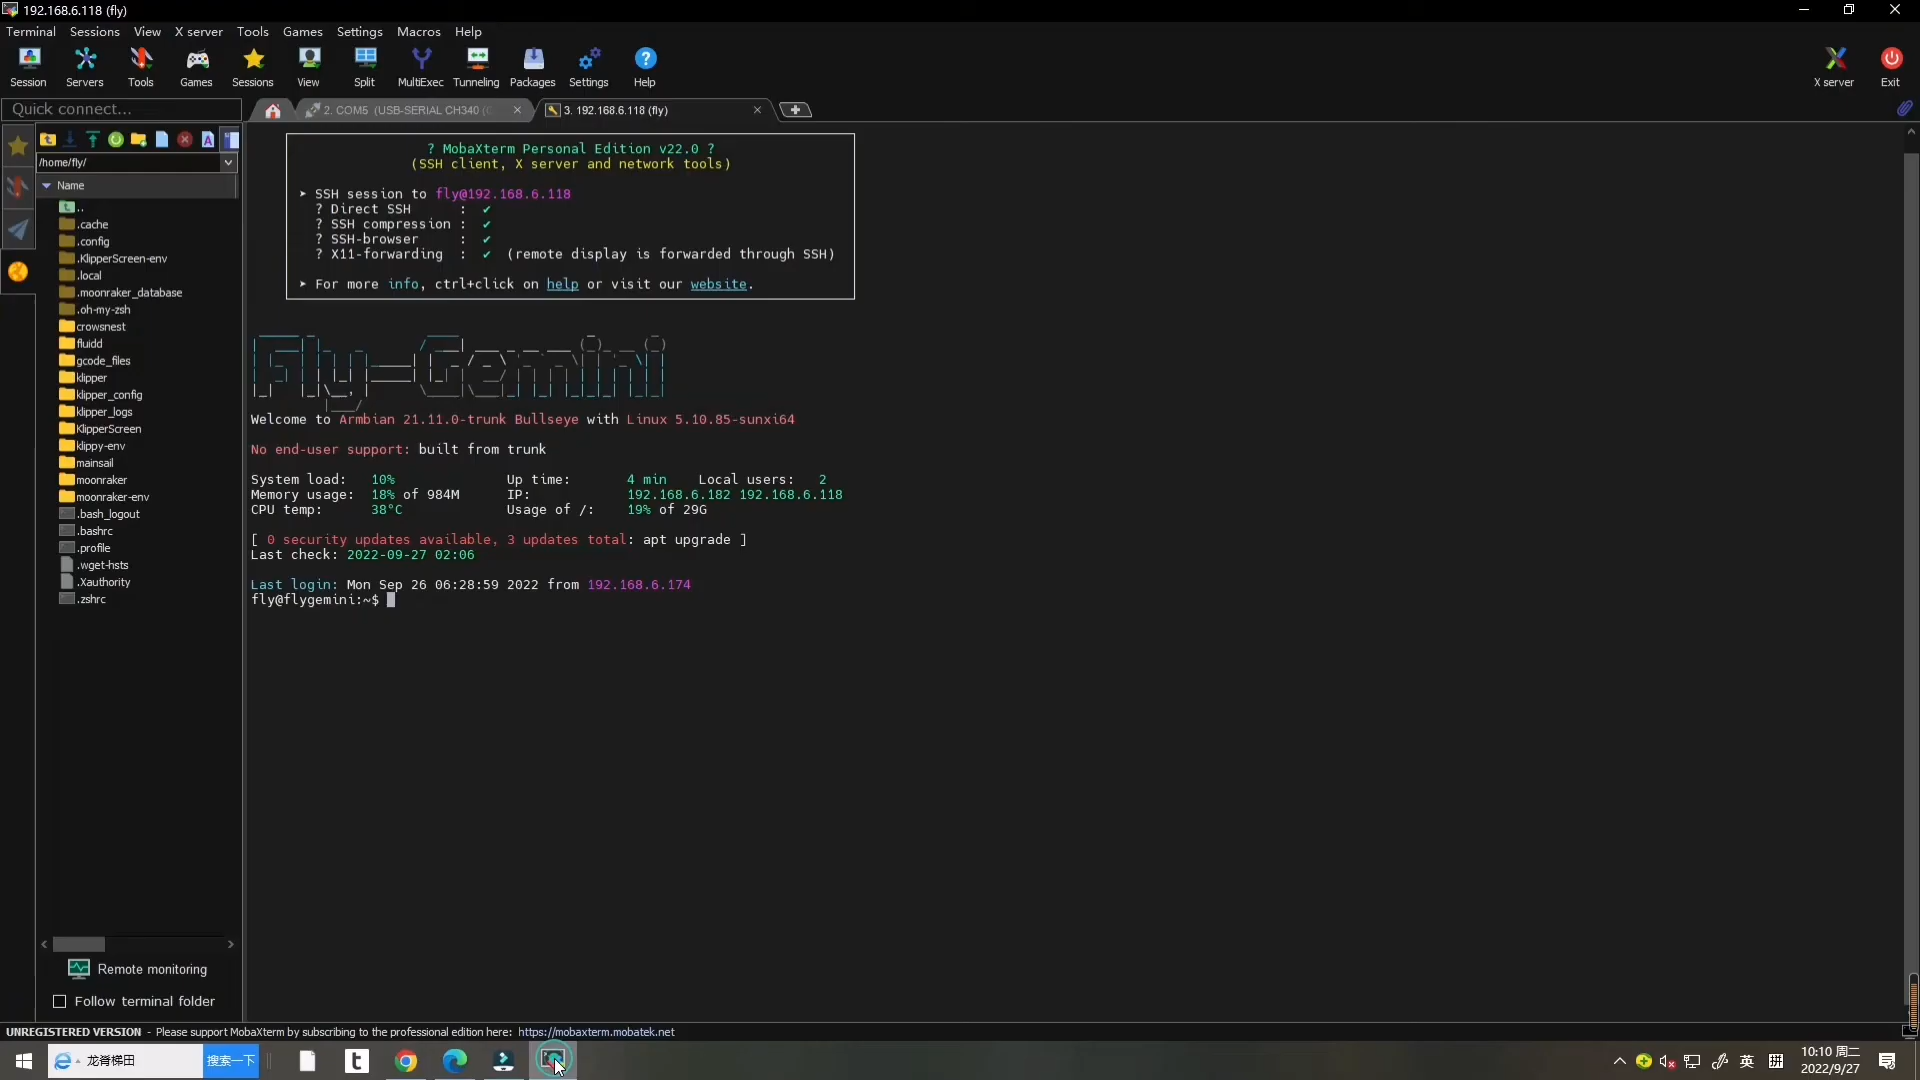 192.168.6.118 (fly)
Terminal Sessions View X server Tools Games Settings Macros Help
Session Servers Tools Games Sessions View Split MultiExec Tunneling Packages Settings Help X server Exit
Quick connect...
2. COM5 (USB-SERIAL CH340 (C
3. 192.168.6.118 (fly)
/home/fly/
Name
..
.cache
.config
.KlipperScreen-env
.local
.moonraker_database
.oh-my-zsh
crowsnest
fluidd
gcode_files
klipper
klipper_config
klipper_logs
KlipperScreen
klippy-env
mainsail
moonraker
moonraker-env
.bash_logout
.bashrc
.profile
.wget-hsts
.Xauthority
.zshrc
Remote monitoring
Follow terminal folder
? MobaXterm Personal Edition v22.0 ?
(SSH client, X server and network tools)
➤ SSH session to fly@192.168.6.118
? Direct SSH : ✔
? SSH compression : ✔
? SSH-browser : ✔
? X11-forwarding : ✔ (remote display is forwarded through SSH)
➤ For more info, ctrl+click on help or visit our website.
Fly-Gemini
Welcome to Armbian 21.11.0-trunk Bullseye with Linux 5.10.85-sunxi64
No end-user support: built from trunk
System load: 10% Up time: 4 min Local users: 2
Memory usage: 18% of 984M IP: 192.168.6.182 192.168.6.118
CPU temp: 38°C Usage of /: 19% of 29G
[ 0 security updates available, 3 updates total: apt upgrade ]
Last check: 2022-09-27 02:06
Last login: Mon Sep 26 06:28:59 2022 from 192.168.6.174
fly@flygemini:~$
UNREGISTERED VERSION - Please support MobaXterm by subscribing to the professional edition here: https://mobaxterm.mobatek.net
龙脊梯田 搜索一下
英 拼
10:10 周二
2022/9/27